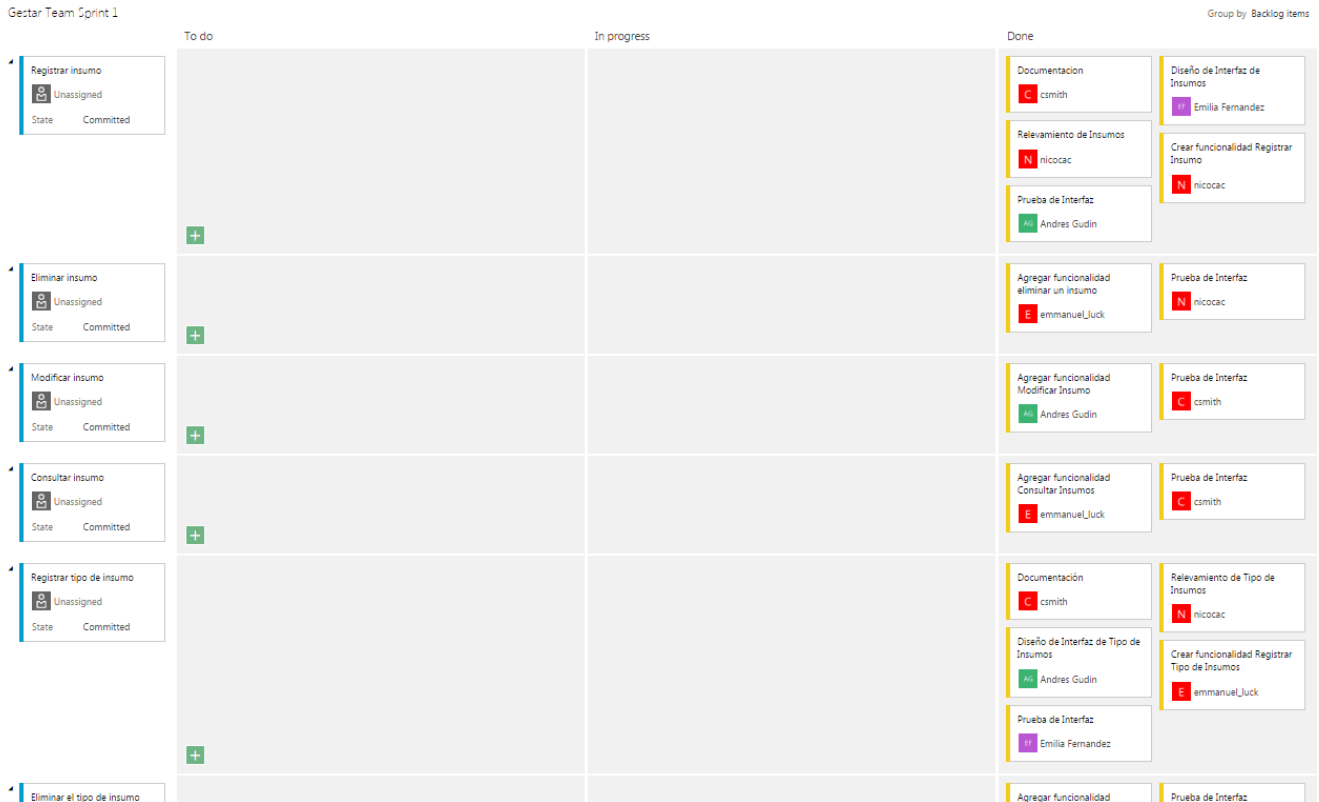 Gestar Team Sprint 1
Group by Backlog items
To do
In progress
Done
Registrar insumo
Unassigned
State Committed
Documentacion
C csmith
Relevamiento de Insumos
N nicocac
Prueba de Interfaz
AG Andres Gudin
Diseño de Interfaz de
Insumos
EF Emilia Fernandez
Crear funcionalidad Registrar
Insumo
N nicocac
Eliminar insumo
Unassigned
State Committed
Agregar funcionalidad
eliminar un insumo
E emmanuel_luck
Prueba de Interfaz
N nicocac
Modificar insumo
Unassigned
State Committed
Agregar funcionalidad
Modificar Insumo
AG Andres Gudin
Prueba de Interfaz
C csmith
Consultar insumo
Unassigned
State Committed
Agregar funcionalidad
Consultar Insumos
E emmanuel_luck
Prueba de Interfaz
C csmith
Registrar tipo de insumo
Unassigned
State Committed
Documentación
C csmith
Diseño de Interfaz de Tipo de
Insumos
AG Andres Gudin
Prueba de Interfaz
EF Emilia Fernandez
Relevamiento de Tipo de
Insumos
N nicocac
Crear funcionalidad Registrar
Tipo de Insumos
E emmanuel_luck
Eliminar el tipo de insumo
Agregar funcionalidad
Prueba de Interfaz